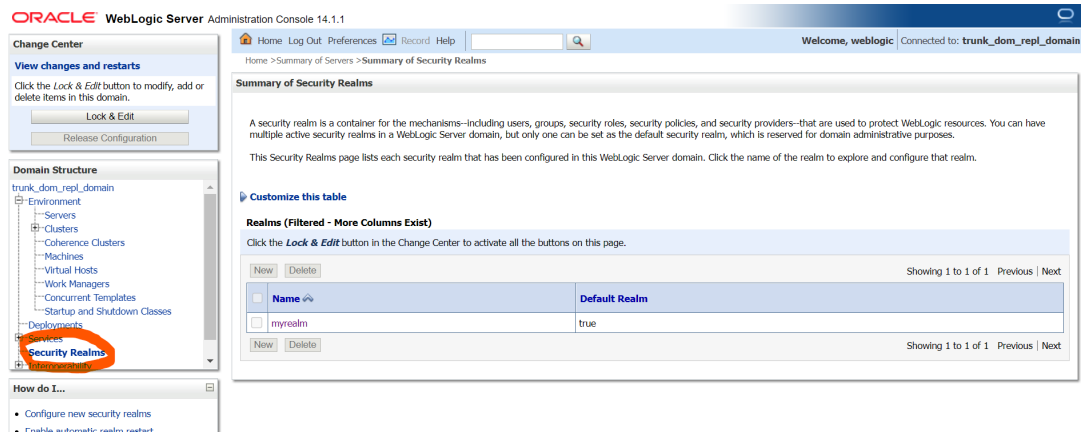 ORACLE WebLogic Server Administration Console 14.1.1
Change Center
View changes and restarts
Click the Lock & Edit button to modify, add or
delete items in this domain.
Lock & Edit
Release Configuration
Domain Structure
trunk_dom_repl_domain
Environment
Servers
Clusters
Coherence Clusters
Machines
Virtual Hosts
Work Managers
Concurrent Templates
Startup and Shutdown Classes
Deployments
Services
Security Realms
Interoperability
How do I...
Configure new security realms
Enable automatic realm restart
Home Log Out Preferences Record Help
Welcome, weblogic Connected to: trunk_dom_repl_domain
Home >Summary of Servers >Summary of Security Realms
Summary of Security Realms
A security realm is a container for the mechanisms--including users, groups, security roles, security policies, and security providers--that are used to protect WebLogic resources. You can have
multiple active security realms in a WebLogic Server domain, but only one can be set as the default security realm, which is reserved for domain administrative purposes.
This Security Realms page lists each security realm that has been configured in this WebLogic Server domain. Click the name of the realm to explore and configure that realm.
Customize this table
Realms (Filtered - More Columns Exist)
Click the Lock & Edit button in the Change Center to activate all the buttons on this page.
New Delete Showing 1 to 1 of 1 Previous | Next
Name Default Realm
myrealm true
New Delete Showing 1 to 1 of 1 Previous | Next